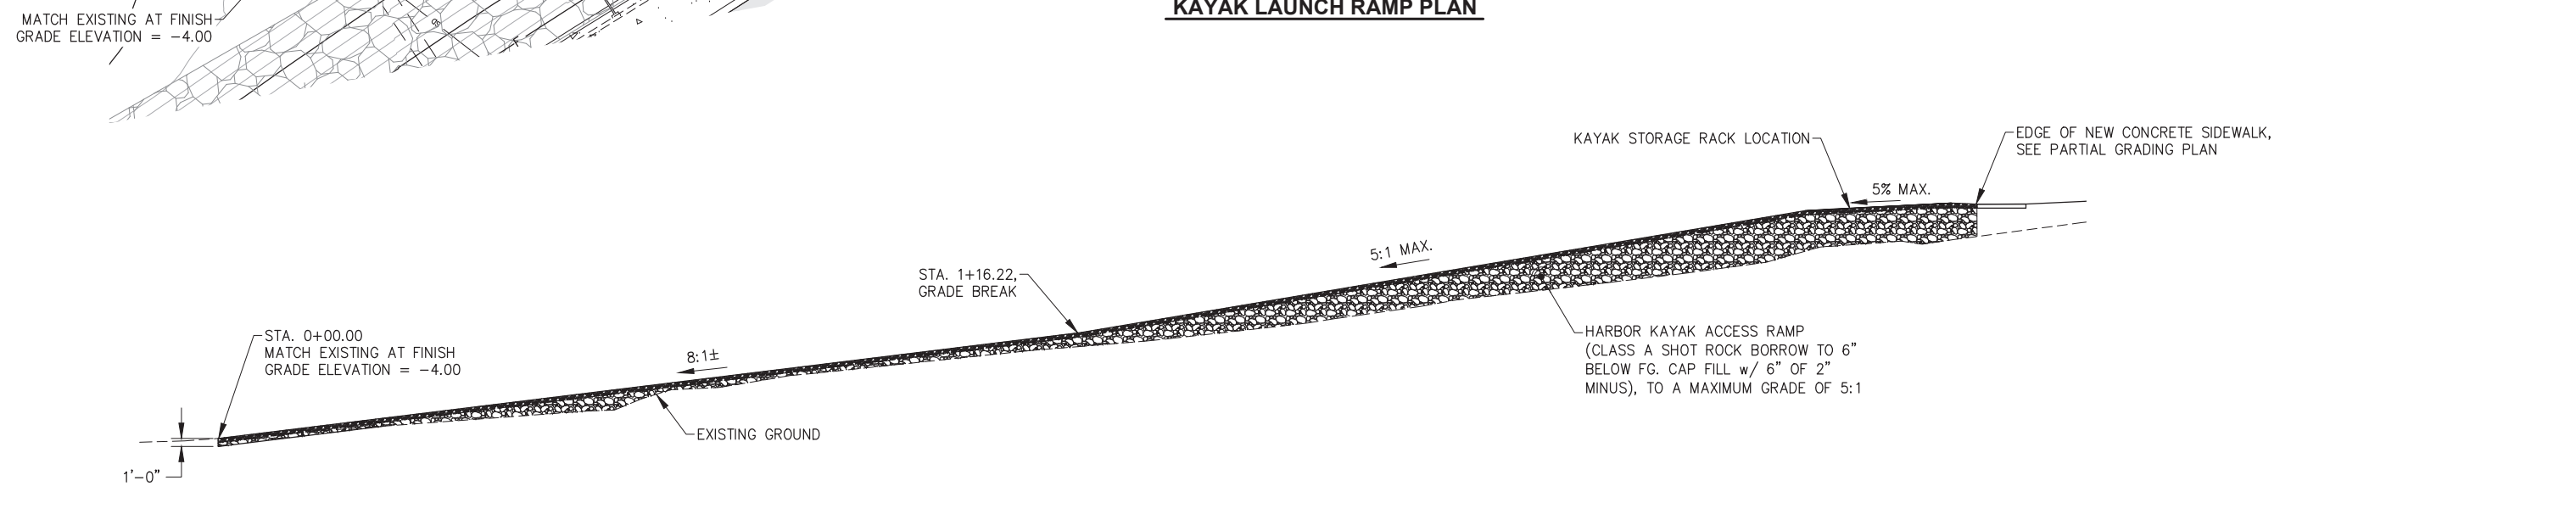 KAYAK LAUNCH RAMP PLAN
MATCH EXISTING AT FINISH
GRADE ELEVATION = -4.00
KAYAK STORAGE RACK LOCATION
EDGE OF NEW CONCRETE SIDEWALK,
SEE PARTIAL GRADING PLAN
5% MAX.
5:1 MAX.
STA. 1+16.22,
GRADE BREAK
STA. 0+00.00
MATCH EXISTING AT FINISH
GRADE ELEVATION = -4.00
8:1±
HARBOR KAYAK ACCESS RAMP
(CLASS A SHOT ROCK BORROW TO 6"
BELOW FG. CAP FILL w/ 6" OF 2"
MINUS), TO A MAXIMUM GRADE OF 5:1
EXISTING GROUND
1'-0"